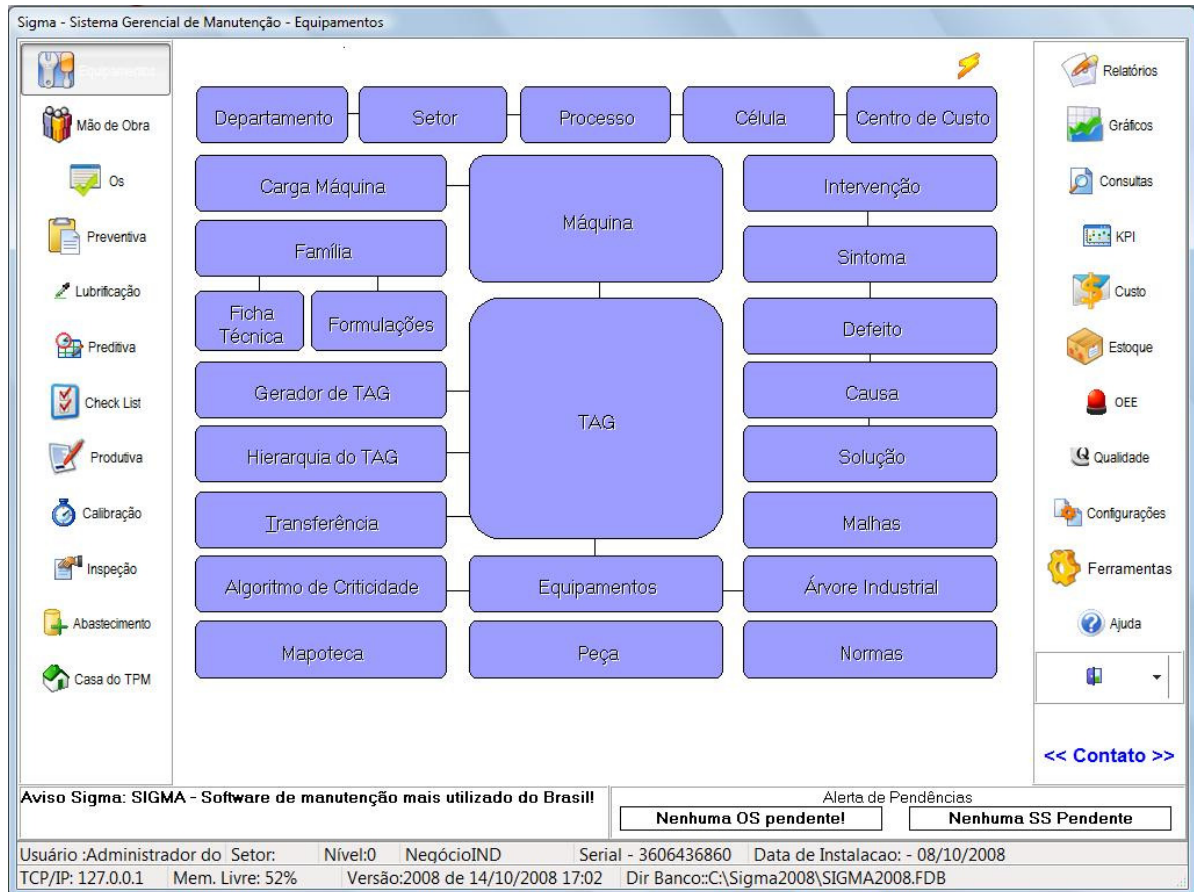 Sigma - Sistema Gerencial de Manutenção - Equipamentos
Equipamentos
Mão de Obra
Os
Preventiva
Lubrificação
Preditiva
Check List
Produtiva
Calibração
Inspeção
Abastecimento
Casa do TPM
Departamento
Setor
Processo
Célula
Centro de Custo
Carga Máquina
Máquina
Intervenção
Família
Sintoma
Ficha
Técnica
Formulações
Defeito
Gerador de TAG
TAG
Causa
Hierarquia do TAG
Solução
Transferência
Malhas
Algoritmo de Criticidade
Equipamentos
Árvore Industrial
Mapoteca
Peça
Normas
Relatórios
Gráficos
Consultas
KPI
Custo
Estoque
OEE
Qualidade
Configurações
Ferramentas
Ajuda
<< Contato >>
Aviso Sigma: SIGMA - Software de manutenção mais utilizado do Brasil!
Alerta de Pendências
Nenhuma OS pendente!
Nenhuma SS Pendente
Usuário :Administrador do Setor: Nível:0 NegócioIND Serial - 3606436860 Data de Instalacao: - 08/10/2008
TCP/IP: 127.0.0.1 Mem. Livre: 52% Versão:2008 de 14/10/2008 17:02 Dir Banco::C:\Sigma2008\SIGMA2008.FDB